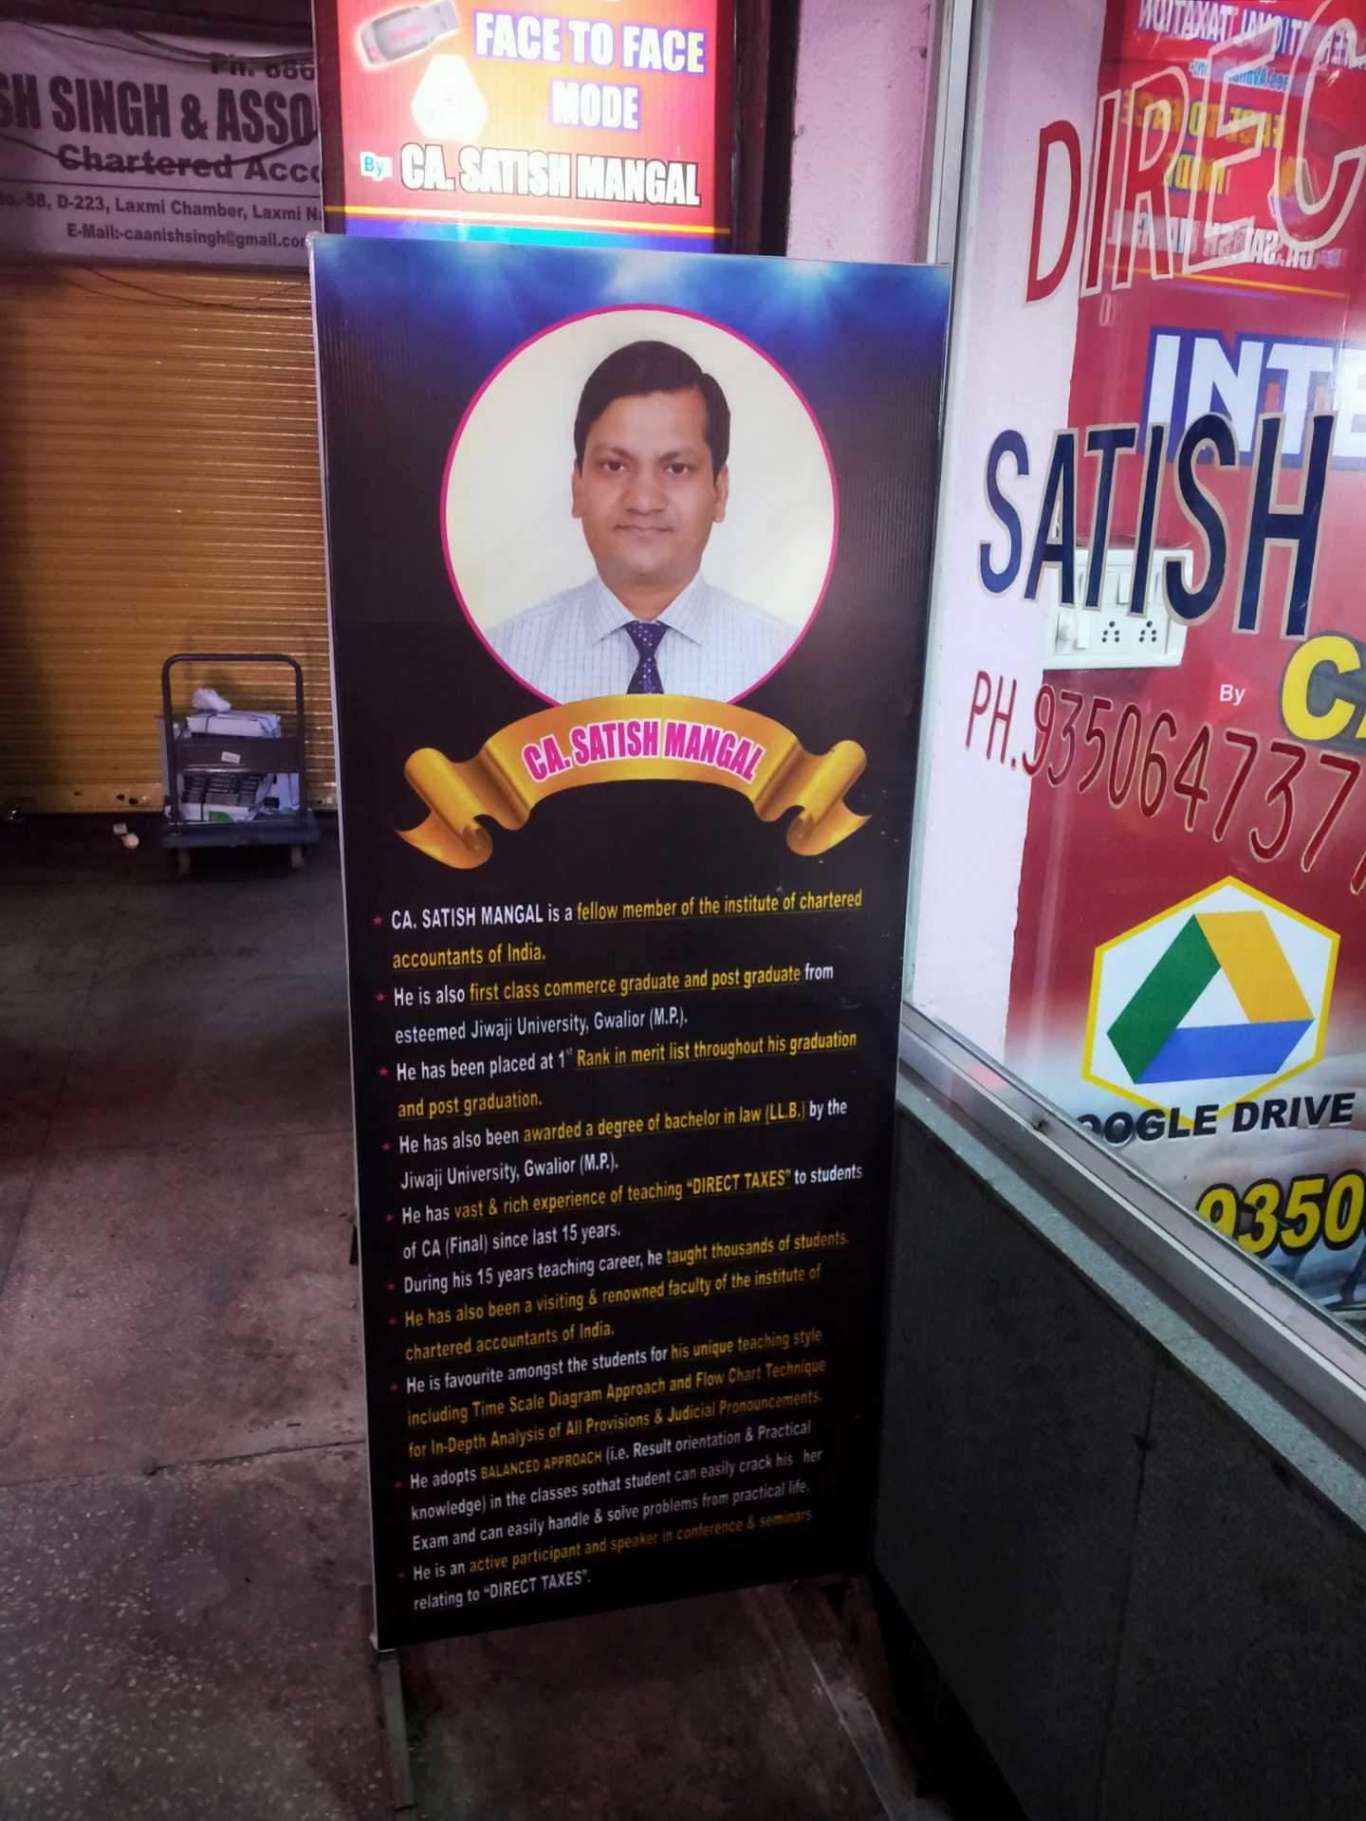 SH SINGH & ASSO
Chartered Acco
D-223, Laxmi Chamber, Laxmi
E-Mail:-caanishsingh@gmail.co
FACE TO FACE
MODE
By CA. SATISH MANGAL
CA. SATISH MANGAL
CA. SATISH MANGAL is a fellow member of the institute of chartered
accountants of India.
He is also first class commerce graduate and post graduate from
esteemed Jiwaji University, Gwalior (M.P.).
He has been placed at 1st Rank in merit list throughout his graduation
and post graduation.
He has also been awarded a degree of bachelor in law (LL.B.) by the
Jiwaji University, Gwalior (M.P.).
He has vast & rich experience of teaching “DIRECT TAXES” to students
of CA (Final) since last 15 years.
During his 15 years teaching career, he taught thousands of students.
He has also been a visiting & renowned faculty of the institute of
chartered accountants of India.
He is favourite amongst the students for his unique teaching style
including Time Scale Diagram Approach and Flow Chart Technique
for In-Depth Analysis of All Provisions & Judicial Pronouncements.
He adopts BALANCED APPROACH (i.e. Result orientation & Practical
knowledge) in the classes sothat student can easily crack his her
Exam and can easily handle & solve problems from practical life.
He is an active participant and speaker in conference & seminars
relating to “DIRECT TAXES”.
DIREC
INTE
SATISH
By C
PH.935064737
OOGLE DRIVE
9350